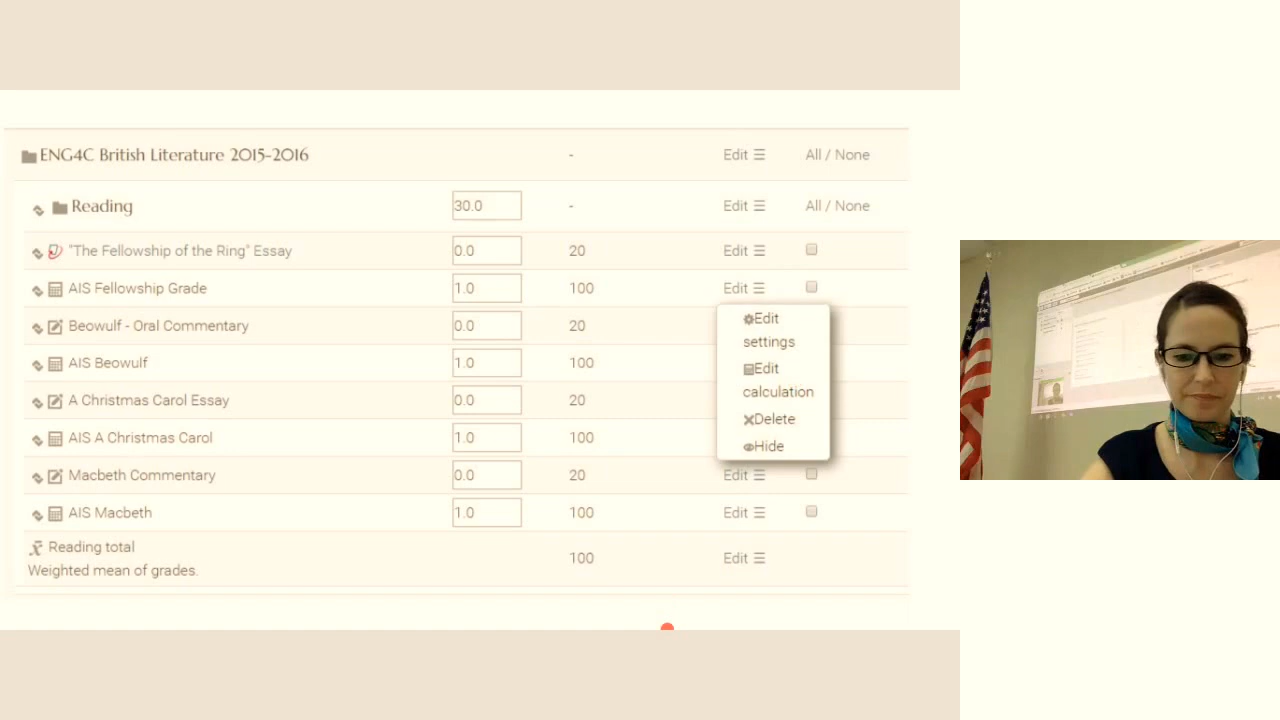 ENG4C British Literature 2015-2016 - Edit All / None
Reading 30.0 - Edit All / None
"The Fellowship of the Ring" Essay 0.0 20 Edit
AIS Fellowship Grade 1.0 100 Edit
Beowulf - Oral Commentary 0.0 20
Edit
settings
AIS Beowulf 1.0 100
Edit
calculation
A Christmas Carol Essay 0.0 20
Delete
AIS A Christmas Carol 1.0 100
Hide
Macbeth Commentary 0.0 20 Edit
AIS Macbeth 1.0 100 Edit
x̄ Reading total 100 Edit
Weighted mean of grades.